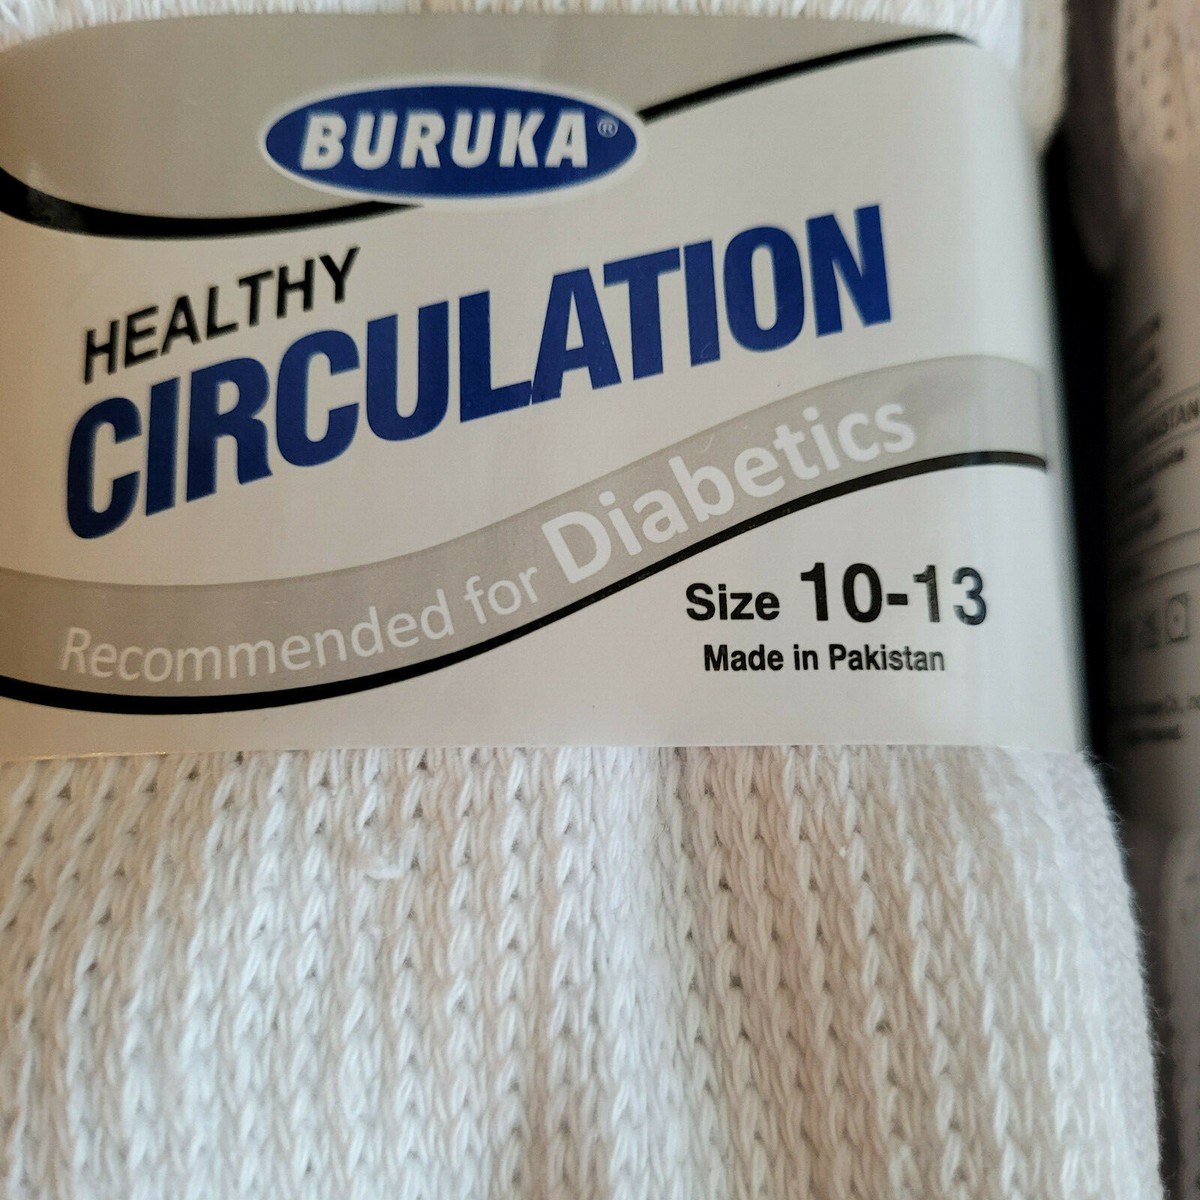 BURUKA®
HEALTHY
CIRCULATION
Recommended for Diabetics
Size 10-13
Made in Pakistan